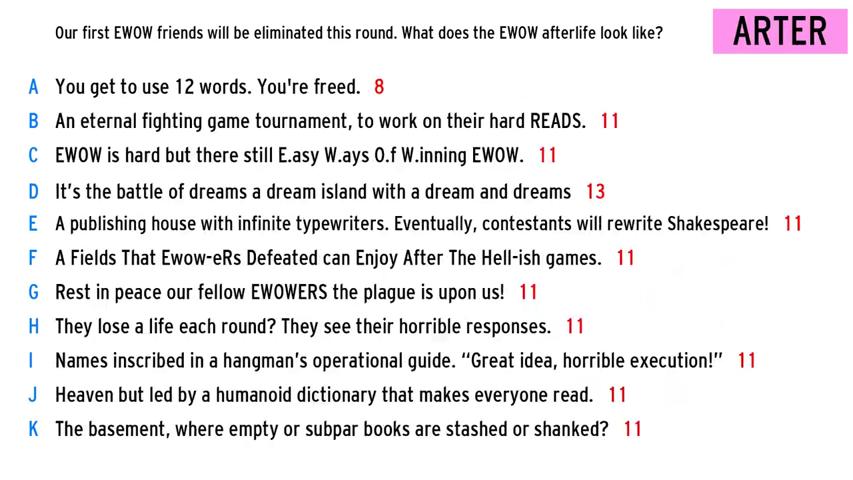 Our first EWOW friends will be eliminated this round. What does the EWOW afterlife look like?
ARTER
A You get to use 12 words. You're freed. 8
B An eternal fighting game tournament, to work on their hard READS. 11
C EWOW is hard but there still E.asy W.ays O.f W.inning EWOW. 11
D It's the battle of dreams a dream island with a dream and dreams 13
E A publishing house with infinite typewriters. Eventually, contestants will rewrite Shakespeare! 11
F A Fields That Ewow-eRs Defeated can Enjoy After The Hell-ish games. 11
G Rest in peace our fellow EWOWERS the plague is upon us! 11
H They lose a life each round? They see their horrible responses. 11
I Names inscribed in a hangman's operational guide. “Great idea, horrible execution!” 11
J Heaven but led by a humanoid dictionary that makes everyone read. 11
K The basement, where empty or subpar books are stashed or shanked? 11